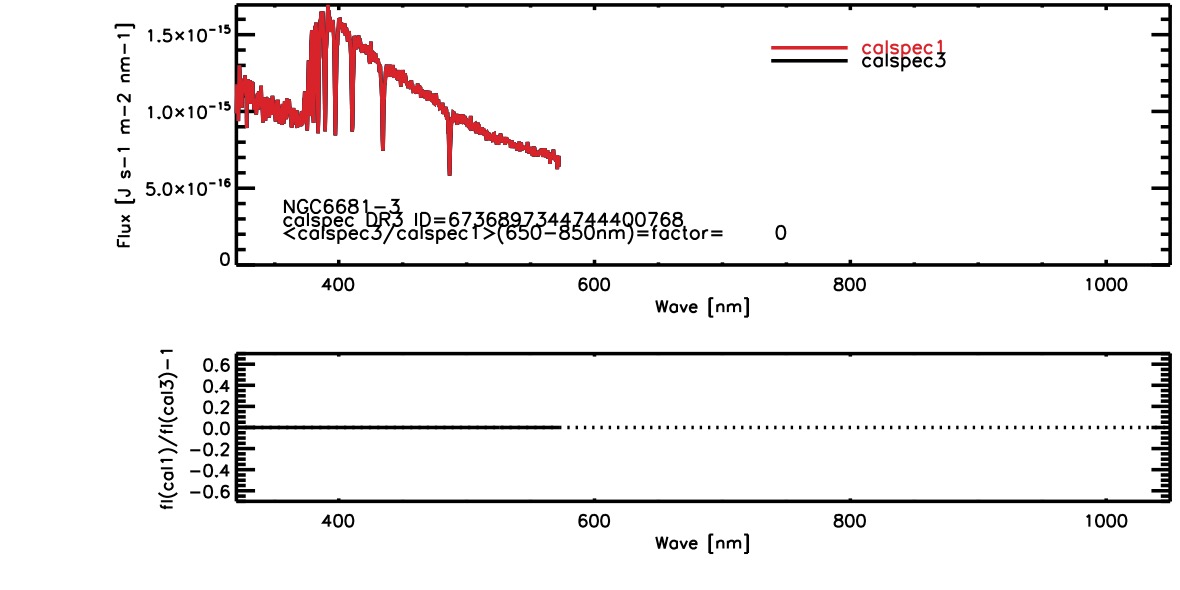 1.5×10−15
1.0×10−15
5.0×10−16
0
Flux [J s−1 m−2 nm−1]
calspec1
calspec3
NGC6681−3
calspec DR3 ID=6736897344744400768
<calspec3/calspec1>(650−850nm)=factor= 0
400 600 800 1000
Wave [nm]
0.6
0.4
0.2
0.0
−0.2
−0.4
−0.6
fl(cal1)/fl(cal3)−1
400 600 800 1000
Wave [nm]